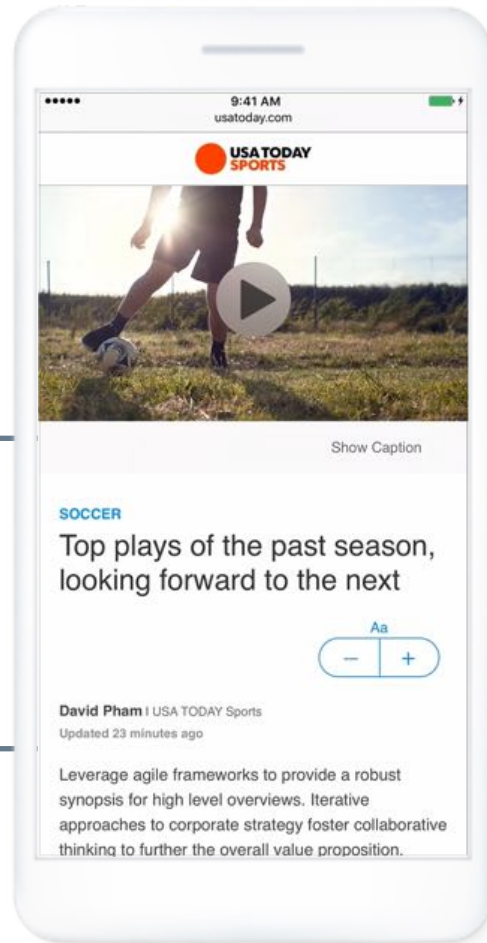 9:41 AM
usatoday.com
USA TODAY
SPORTS
Show Caption
SOCCER
Top plays of the past season,
looking forward to the next
Aa
− +
David Pham | USA TODAY Sports
Updated 23 minutes ago
Leverage agile frameworks to provide a robust
synopsis for high level overviews. Iterative
approaches to corporate strategy foster collaborative
thinking to further the overall value proposition.